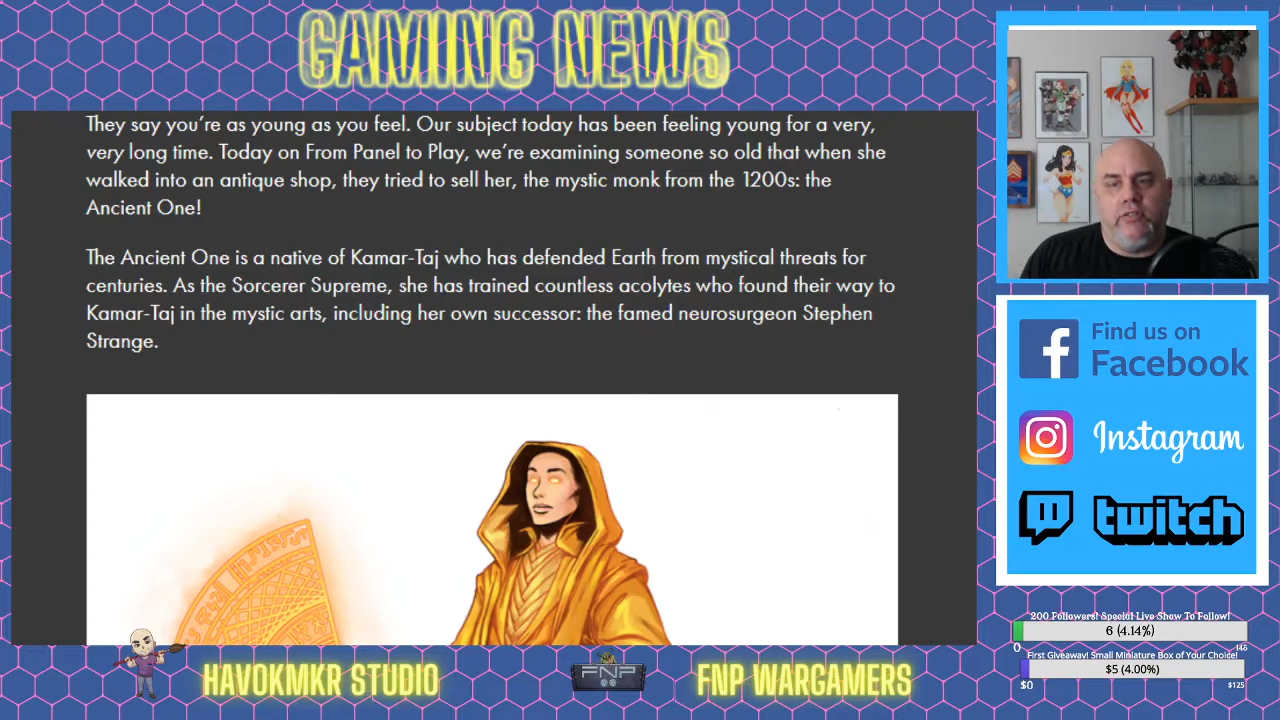 GAMING NEWS
They say you're as young as you feel. Our subject today has been feeling young for a very,
very long time. Today on From Panel to Play, we're examining someone so old that when she
walked into an antique shop, they tried to sell her, the mystic monk from the 1200s: the
Ancient One!
The Ancient One is a native of Kamar-Taj who has defended Earth from mystical threats for
centuries. As the Sorcerer Supreme, she has trained countless acolytes who found their way to
Kamar-Taj in the mystic arts, including her own successor: the famed neurosurgeon Stephen
Strange.
Find us on
Facebook
Instagram
twitch
200 Followers! Special Live Show To Follow!
6 (4.14%)
0
145
First Giveaway! Small Miniature Box of Your Choice!
$5 (4.00%)
$0
$125
HAVOKMKR STUDIO
FNP
FNP WARGAMERS